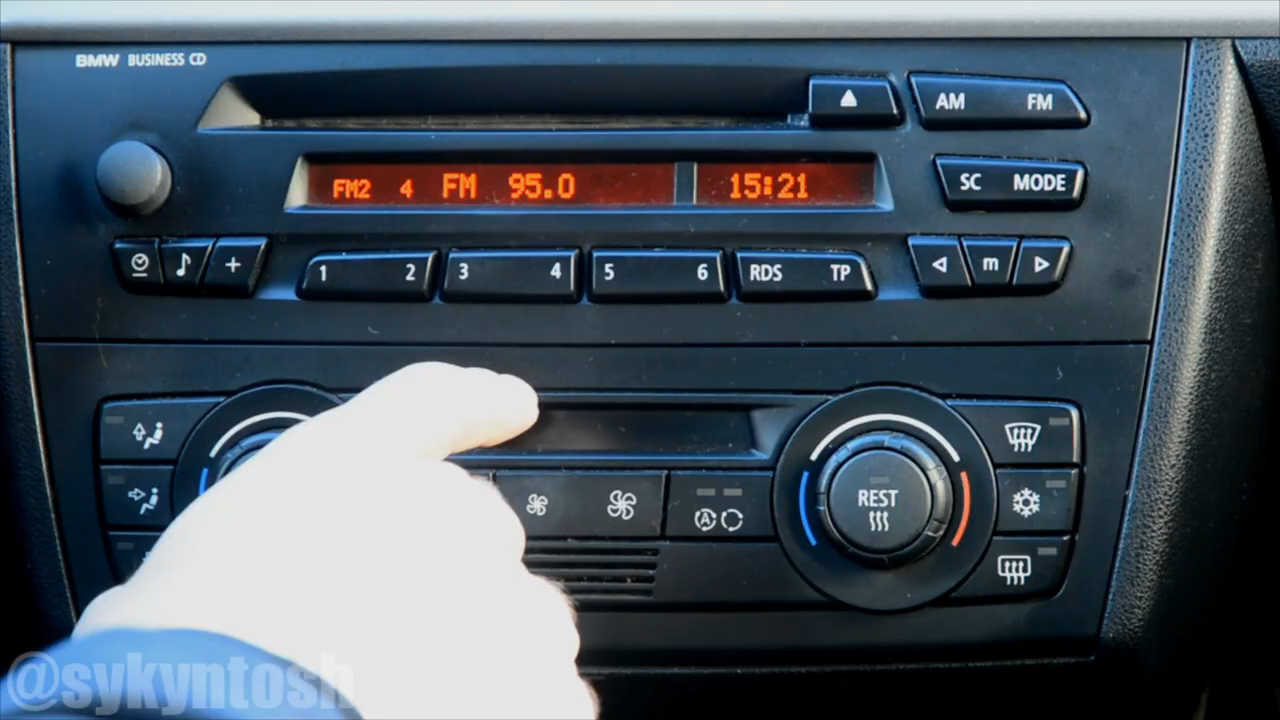 BMW BUSINESS CD
AM FM
FM2 4 FM 95.0 15:21
SC MODE
1 2 3 4 5 6 RDS TP m
REST
A
@sykyntosh